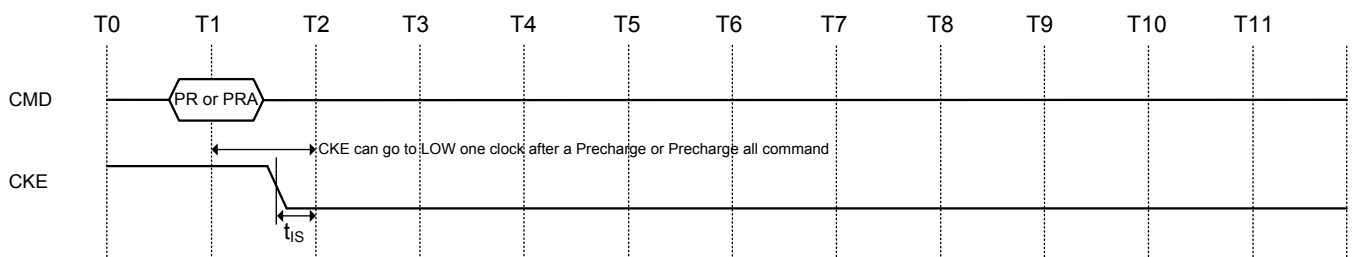 T0 T1 T2 T3 T4 T5 T6 T7 T8 T9 T10 T11
CMD
PR or PRA
CKE can go to LOW one clock after a Precharge or Precharge all command
CKE
tIS